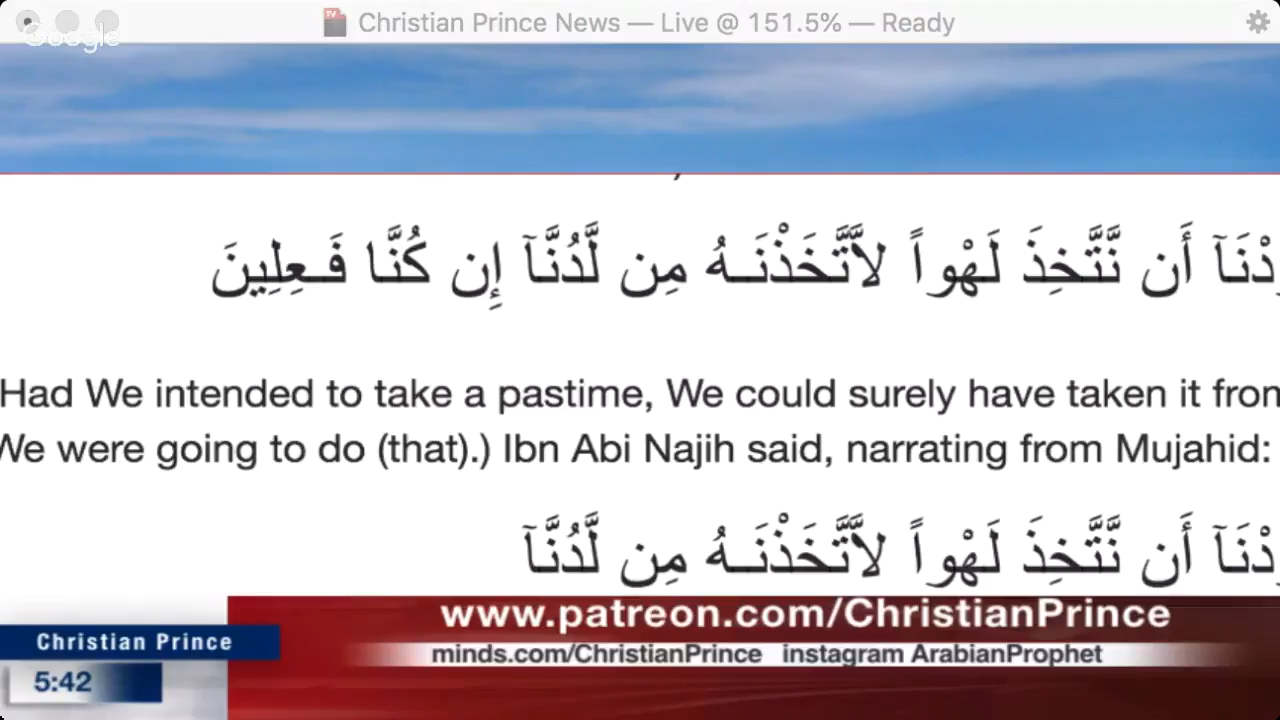 Christian Prince News — Live @ 151.5% — Ready
Google
أَن نَّتَّخِذَ لَهْواً لاَّتَّخَذْنَـهُ مِن لَّدُنَّآ إِن كُنَّا فَـعِلِينَ
Had We intended to take a pastime, We could surely have taken it from
We were going to do (that).) Ibn Abi Najih said, narrating from Mujahid:
أَن نَّتَّخِذَ لَهْواً لاَّتَّخَذْنَـهُ مِن لَّدُنَّآ
www.patreon.com/ChristianPrince
Christian Prince
minds.com/ChristianPrince instagram ArabianProphet
5:42